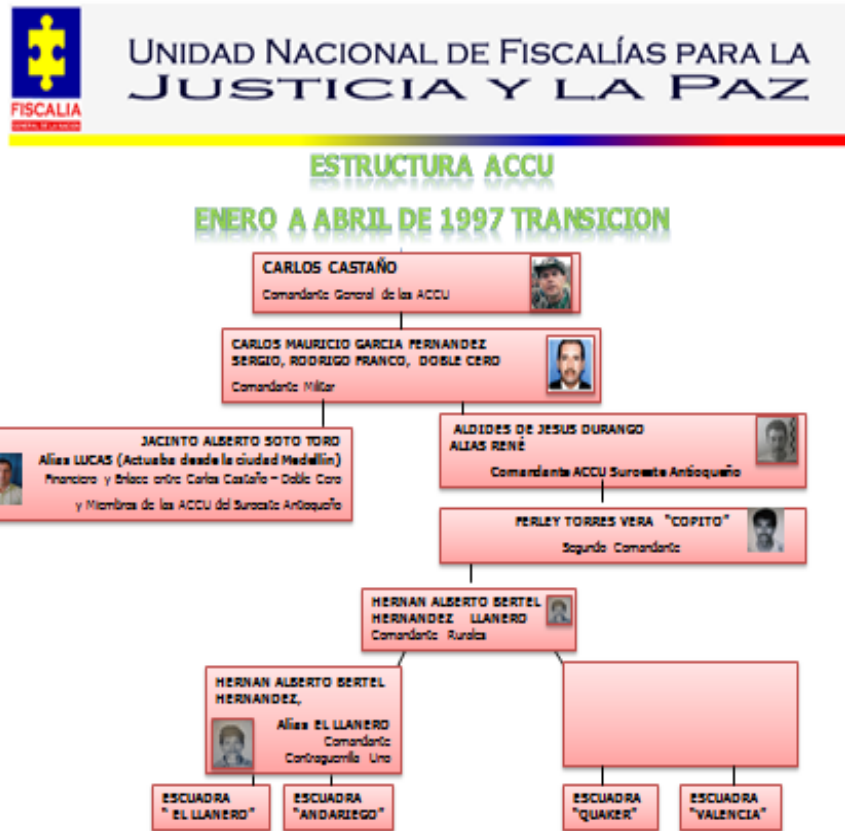 FISCALIA
UNIDAD NACIONAL DE FISCALÍAS PARA LA
JUSTICIA Y LA PAZ
ESTRUCTURA ACCU
ENERO A ABRIL DE 1997 TRANSICION
CARLOS CASTAÑO
Comandante General de las ACCU
CARLOS MAURICIO GARCIA FERNANDEZ
SERGIO, RODRIGO FRANCO, DOBLE CERO
Comandante Militar
JACINTO ALBERTO SOTO TORO
Alias LUCAS (Actuaba desde la ciudad Medellin)
Financiero y Enlace entre Carlos Castaño – Doble Cero
y Miembros de las ACCU del Suroeste Antioqueño
ALDIDES DE JESUS DURANGO
ALIAS RENÉ
Comandante ACCU Suroeste Antioqueño
FERLEY TORRES VERA "COPITO"
Segundo Comandante
HERNAN ALBERTO BERTEL
HERNANDEZ LLANERO
Comandante Rurales
HERNAN ALBERTO BERTEL
HERNANDEZ,
Alias EL LLANERO
Comandante
Contraguerrilla Uno
ESCUADRA
" EL LLANERO"
ESCUADRA
"ANDARIEGO"
ESCUADRA
"QUAKER"
ESCUADRA
"VALENCIA"